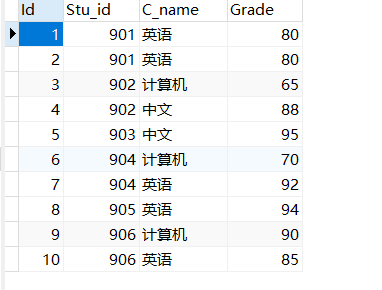 Id Stu_id C_name Grade
1 901 英语 80
2 901 英语 80
3 902 计算机 65
4 902 中文 88
5 903 中文 95
6 904 计算机 70
7 904 英语 92
8 905 英语 94
9 906 计算机 90
10 906 英语 85